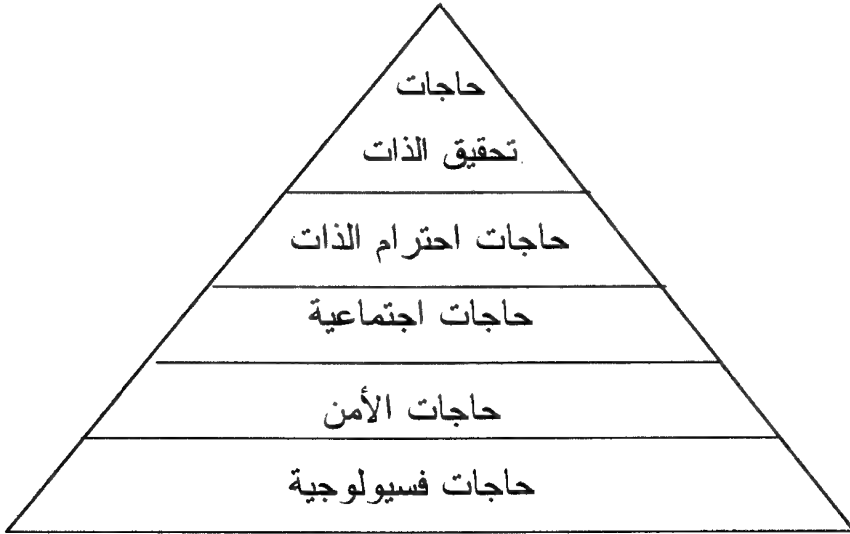 حاجات
تحقيق الذات
حاجات احترام الذات
حاجات اجتماعية
حاجات الأمن
حاجات فسيولوجية